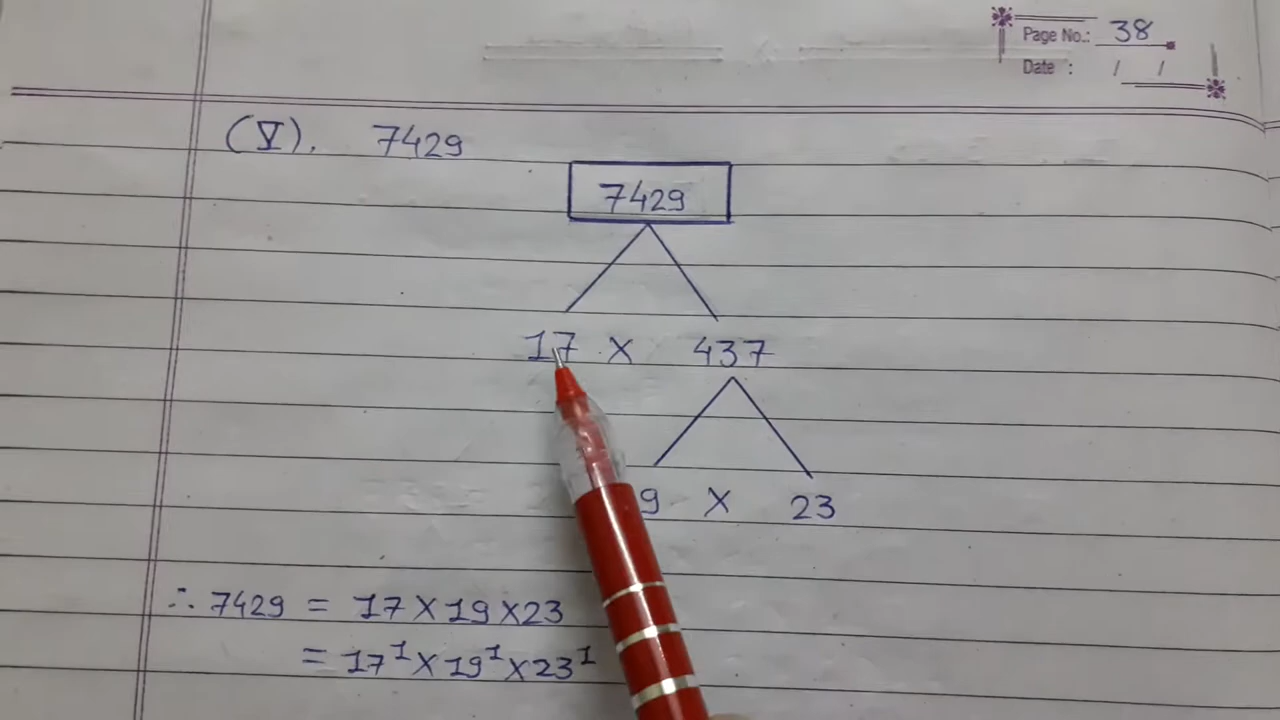 Page No.: 38
Date : / /
(V). 7429
7429
17 X 437
9 X 23
∴ 7429 = 17 X 19 X 23
= 17¹ X 19¹ X 23¹